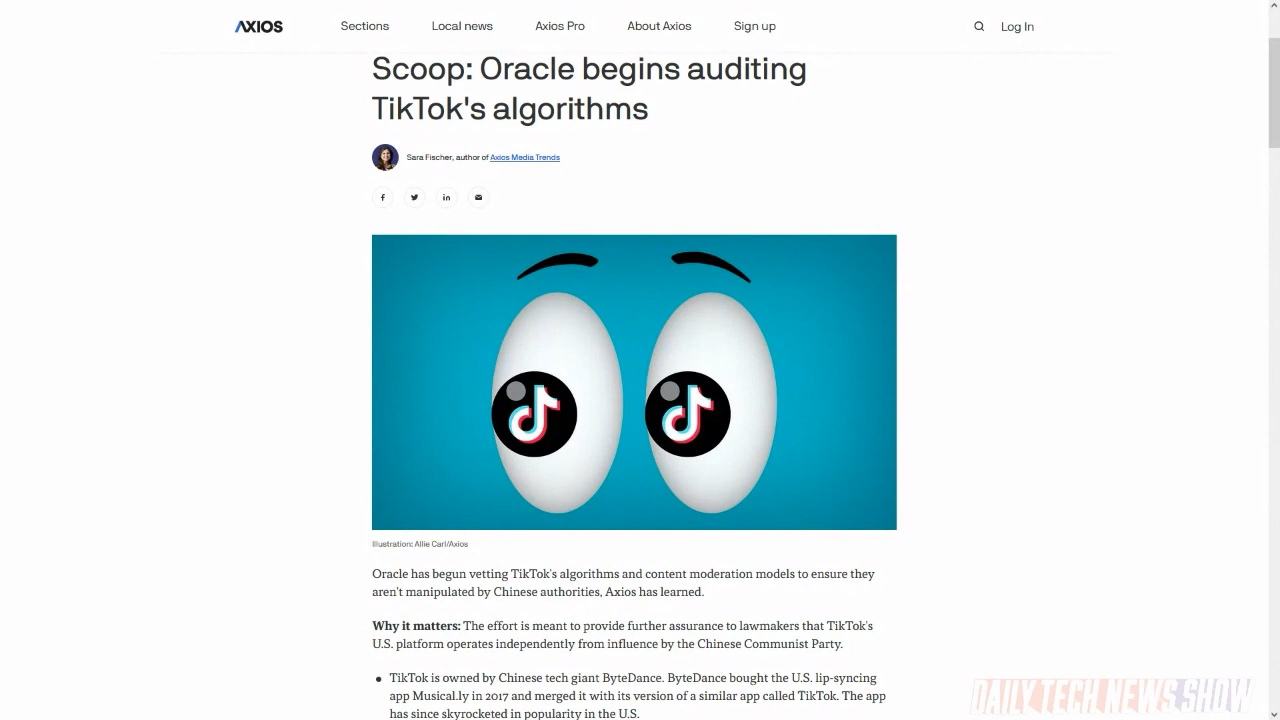 AXIOS Sections Local news Axios Pro About Axios Sign up Log In
Scoop: Oracle begins auditing
TikTok's algorithms
Sara Fischer, author of Axios Media Trends
Illustration: Allie Carl/Axios
Oracle has begun vetting TikTok's algorithms and content moderation models to ensure they
aren't manipulated by Chinese authorities, Axios has learned.
Why it matters: The effort is meant to provide further assurance to lawmakers that TikTok's
U.S. platform operates independently from influence by the Chinese Communist Party.
• TikTok is owned by Chinese tech giant ByteDance. ByteDance bought the U.S. lip-syncing
app Musical.ly in 2017 and merged it with its version of a similar app called TikTok. The app
has since skyrocketed in popularity in the U.S.
DAILY TECH NEWS SHOW